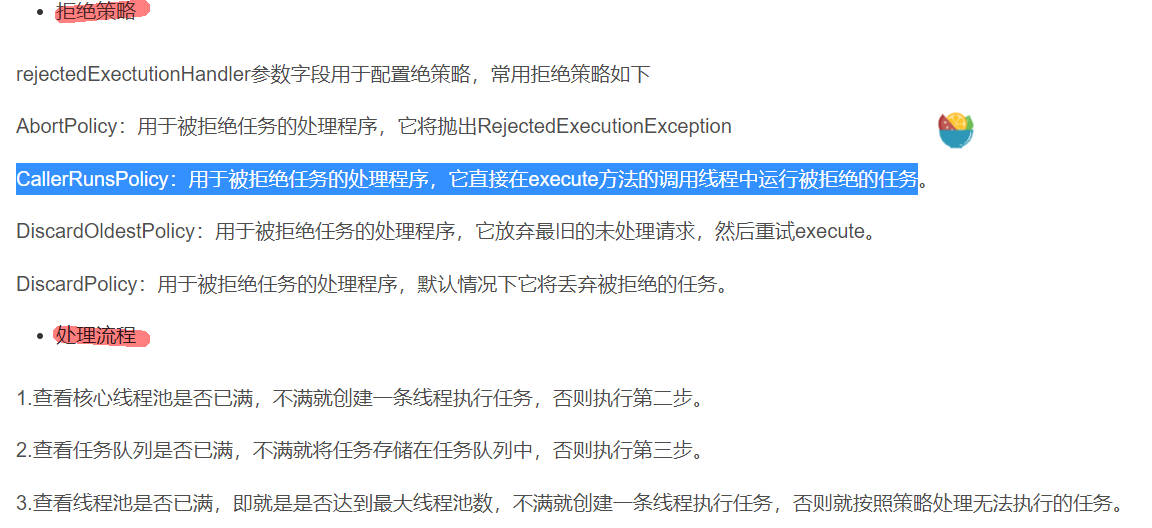 拒绝策略
rejectedExectutionHandler参数字段用于配置绝策略，常用拒绝策略如下
AbortPolicy：用于被拒绝任务的处理程序，它将抛出RejectedExecutionException
CallerRunsPolicy：用于被拒绝任务的处理程序，它直接在execute方法的调用线程中运行被拒绝的任务。
DiscardOldestPolicy：用于被拒绝任务的处理程序，它放弃最旧的未处理请求，然后重试execute。
DiscardPolicy：用于被拒绝任务的处理程序，默认情况下它将丢弃被拒绝的任务。
处理流程
1.查看核心线程池是否已满，不满就创建一条线程执行任务，否则执行第二步。
2.查看任务队列是否已满，不满就将任务存储在任务队列中，否则执行第三步。
3.查看线程池是否已满，即就是是否达到最大线程池数，不满就创建一条线程执行任务，否则就按照策略处理无法执行的任务。